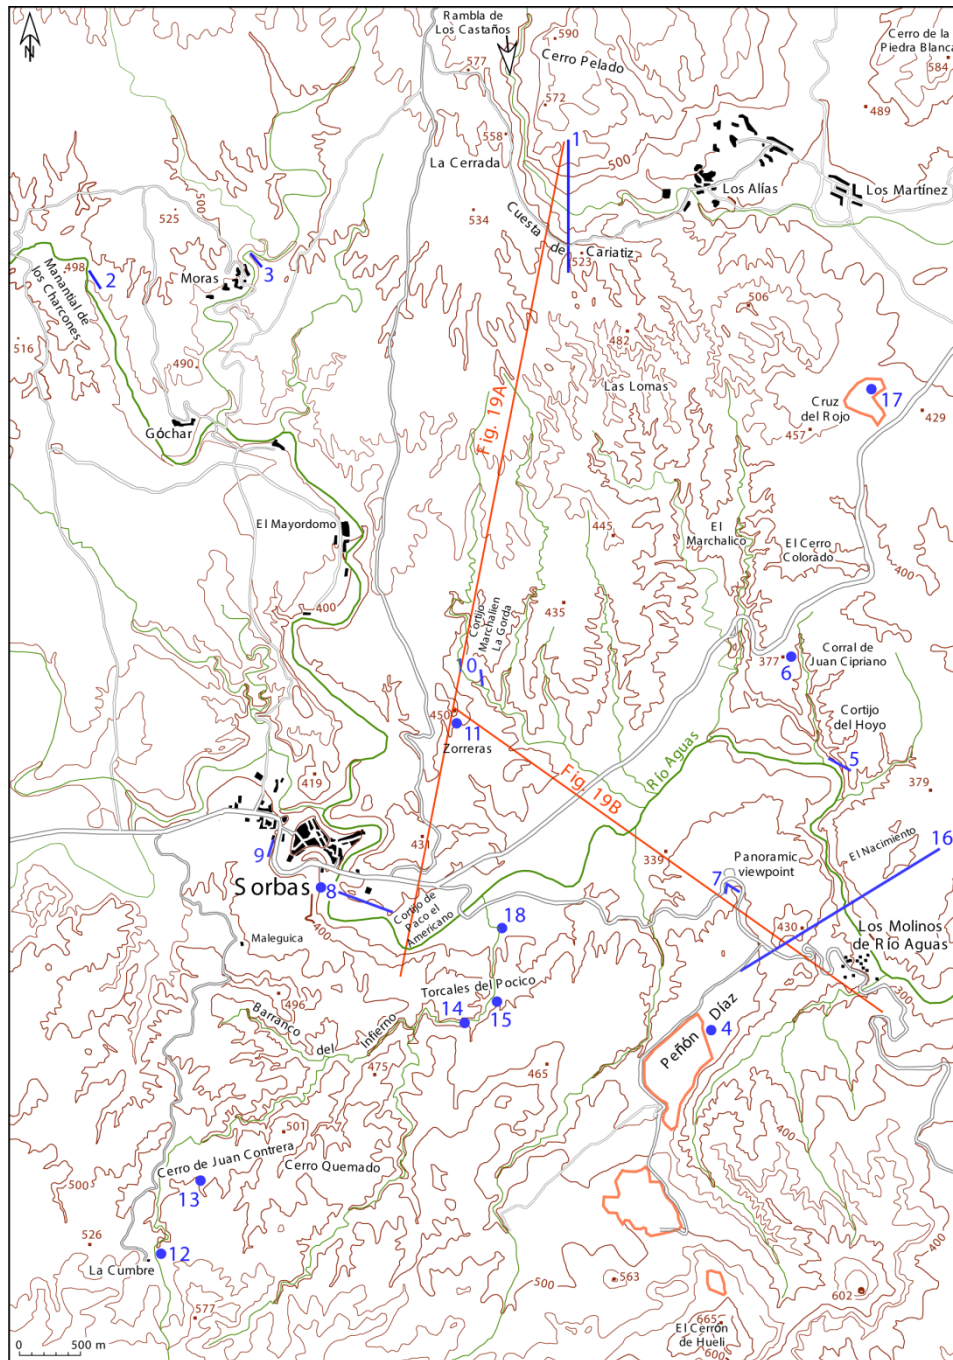 N
Rambla de
Los Castaños
590
Cerro Pelado
577
572
558
Cerro de la
Piedra Blanca
584
489
1
500
La Cerrada
Los Alías
Los Martínez
534
Cuesta de
Cariatiz
523
500
525
498
Manantial de
los Charcones
2
Moras
3
516
490
506
482
Las Lomas
Cruz
del Rojo
17
457
429
Fig. 19A
Góchar
El Mayordomo
445
El
Marchalico
El Cerro
Colorado
400
400
435
Cortijo
Marchalien
La Gorda
10
377
6
Corral de
Juan Cipriano
450
11
Zorreras
Cortijo
del Hoyo
5
Río Aguas
Fig. 19B
379
419
431
9
339
Panoramic
viewpoint
El Nacimiento
16
7
Sorbas
8
Cortijo de
Paco el
Americano
400
Maleguica
18
430
Los Molinos
de Río Aguas
300
496
Barranco
del
Infierno
Torcales del Pocico
14
15
Peñón
Díaz
4
475
465
501
400
Cerro de Juan Contrera
Cerro Quemado
500
13
526
12
La Cumbre
577
500
563
400
602
665
El Cerrón
de Hueli
600
0
500 m